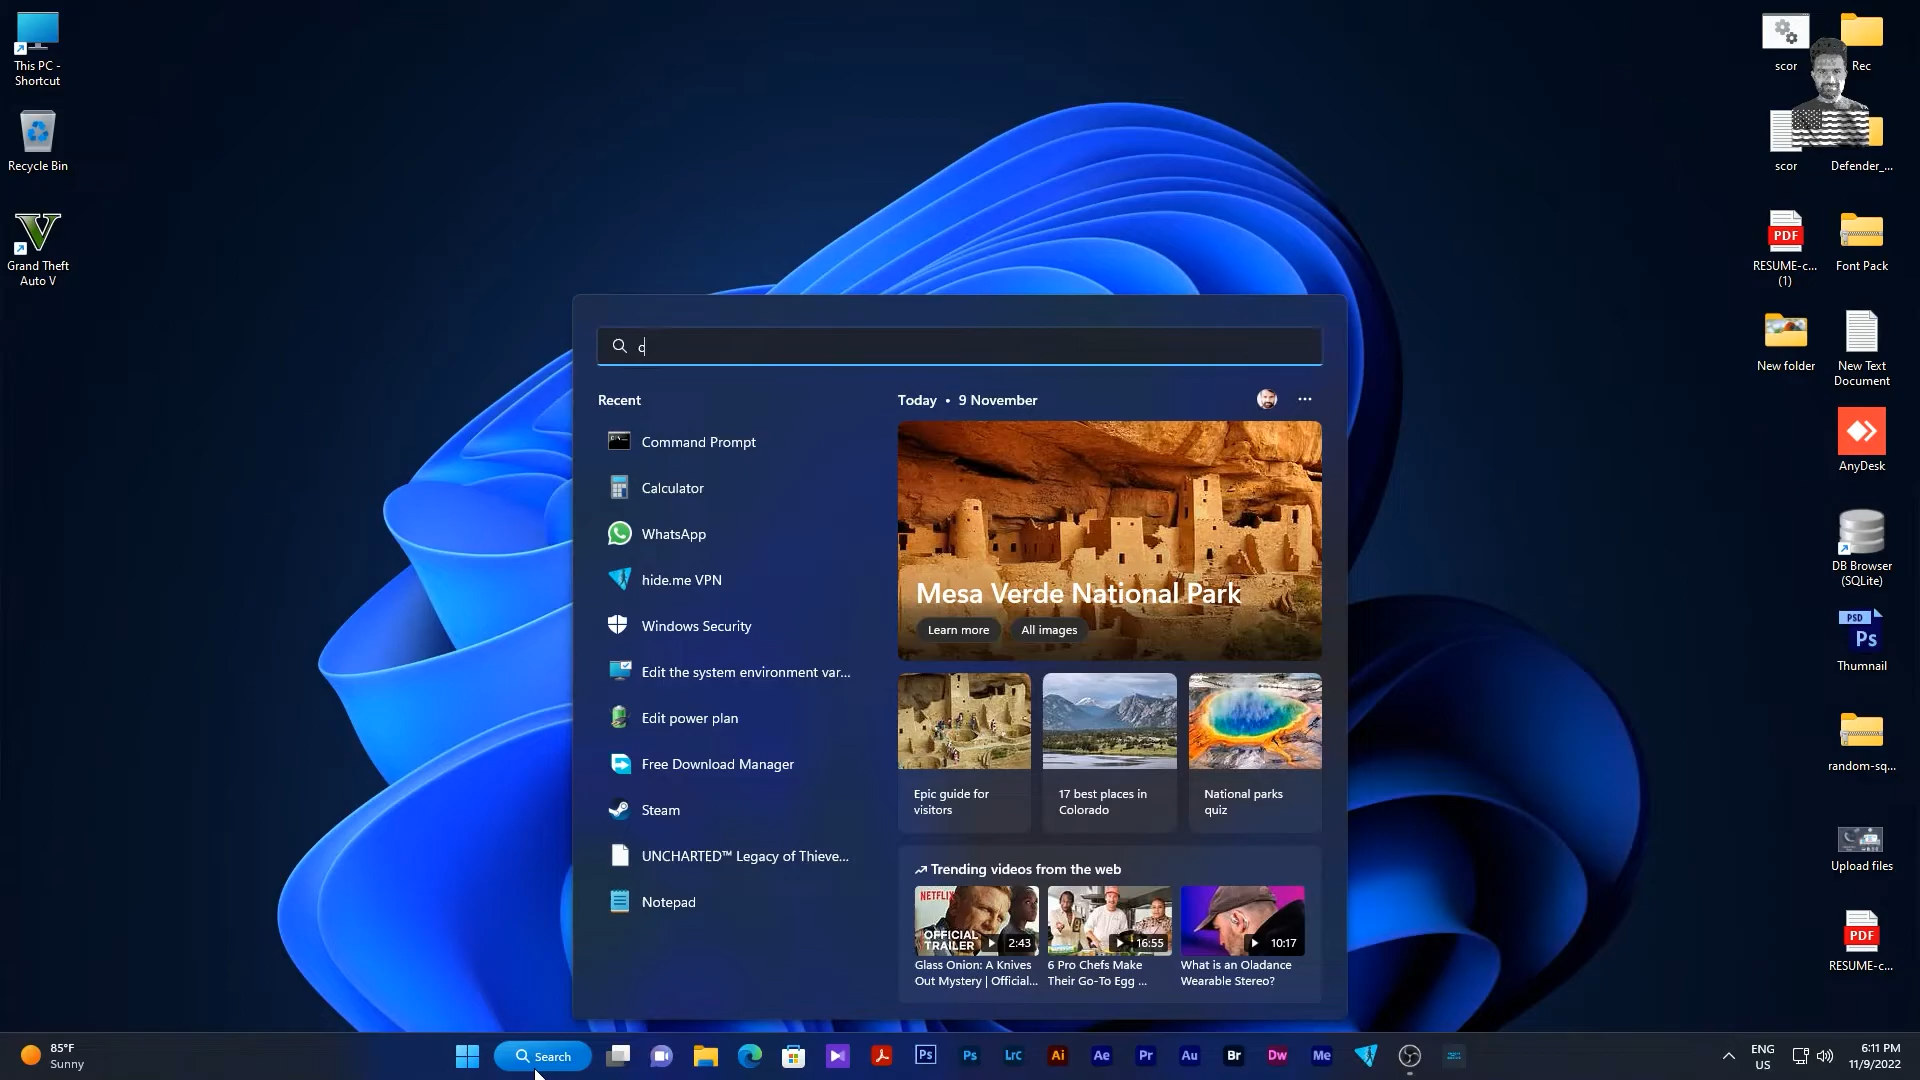 This PC -
Shortcut
Recycle Bin
Grand Theft
Auto V
c
Recent
Command Prompt
Calculator
WhatsApp
hide.me VPN
Windows Security
Edit the system environment var...
Edit power plan
Free Download Manager
Steam
UNCHARTED™ Legacy of Thieve...
Notepad
Today • 9 November
Mesa Verde National Park
Learn more
All images
Epic guide for
visitors
17 best places in
Colorado
National parks
quiz
Trending videos from the web
NETFLIX
OFFICIAL
TRAILER
2:43
Glass Onion: A Knives
Out Mystery | Official...
16:55
6 Pro Chefs Make
Their Go-To Egg ...
10:17
What is an Oladance
Wearable Stereo?
scor
Rec
scor
Defender_...
PDF
RESUME-c...
(1)
Font Pack
New folder
New Text
Document
AnyDesk
DB Browser
(SQLite)
PSD
Ps
Thumnail
random-sq...
Upload files
PDF
RESUME-c...
85°F
Sunny
Search
Ps
Ps
Lrc
Ai
Ae
Pr
Au
Br
Dw
Me
ENG
US
6:11 PM
11/9/2022